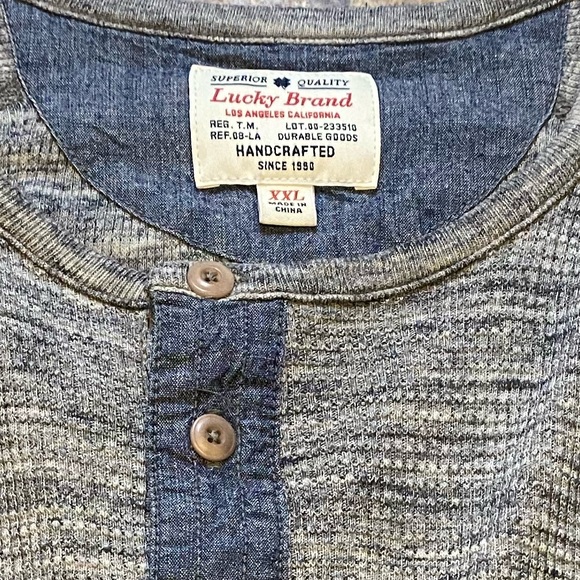 SUPERIOR QUALITY
Lucky Brand
LOS ANGELES CALIFORNIA
REG. T.M. LOT.00-233510
REF.08-LA DURABLE GOODS
HANDCRAFTED
SINCE 1990
XXL
MADE IN
CHINA